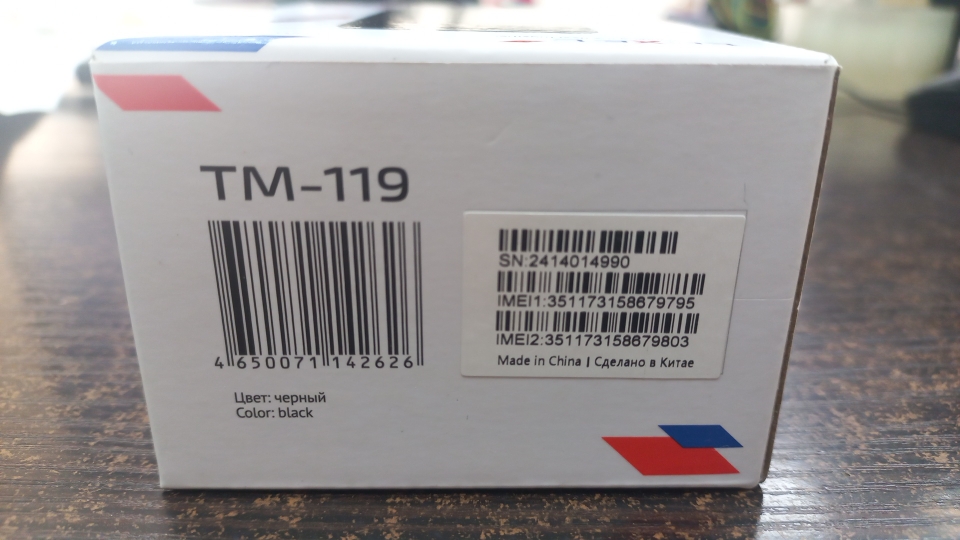 TM-119
4 650071 142626
Цвет: черный
Color: black
SN:2414014990
IMEI1:351173158679795
IMEI2:351173158679803
Made in China | Сделано в Китае